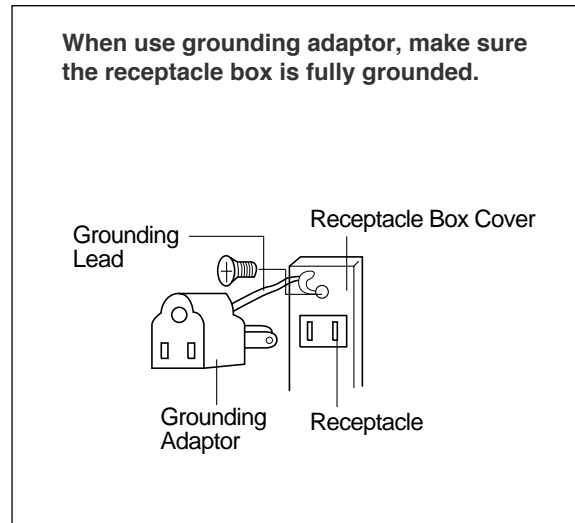 When use grounding adaptor, make sure
the receptacle box is fully grounded.
Receptacle Box Cover
Grounding
Lead
Grounding
Adaptor
Receptacle